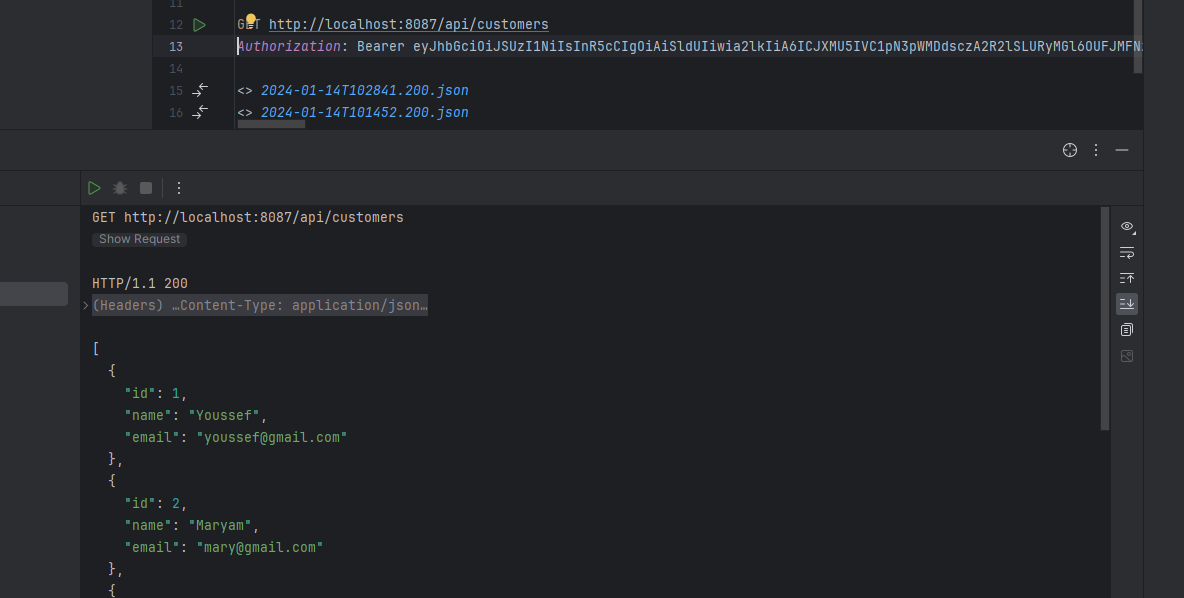 11
12 GET http://localhost:8087/api/customers
13 Authorization: Bearer eyJhbGciOiJSUzI1NiIsInR5cCIgOiAiSldUIiwia2lkIiA6ICJXMU5IVC1pN3pWMDdsczA2R2lSLURyMGl6OUFJMFN
14
15 <> 2024-01-14T102841.200.json
16 <> 2024-01-14T101452.200.json
GET http://localhost:8087/api/customers
Show Request
HTTP/1.1 200
(Headers) …Content-Type: application/json…
[
{
"id": 1,
"name": "Youssef",
"email": "youssef@gmail.com"
},
{
"id": 2,
"name": "Maryam",
"email": "mary@gmail.com"
},
{